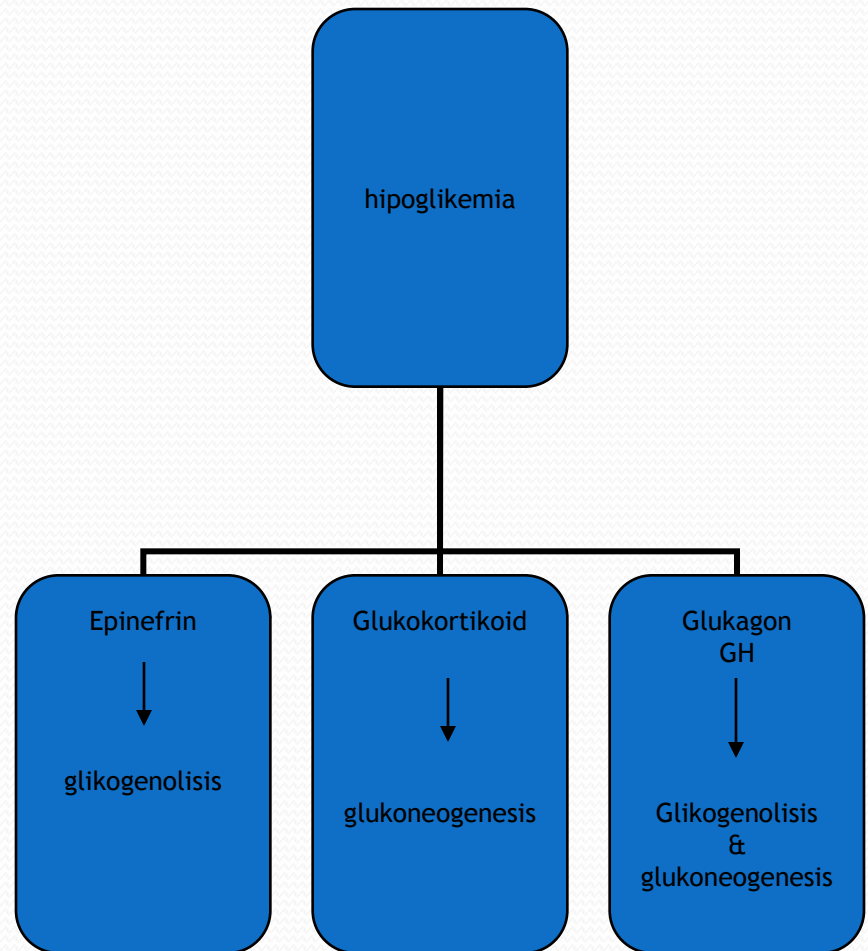 hipoglikemia
Epinefrin
glikogenolisis
Glukokortikoid
glukoneogenesis
Glukagon
GH
Glikogenolisis
&
glukoneogenesis